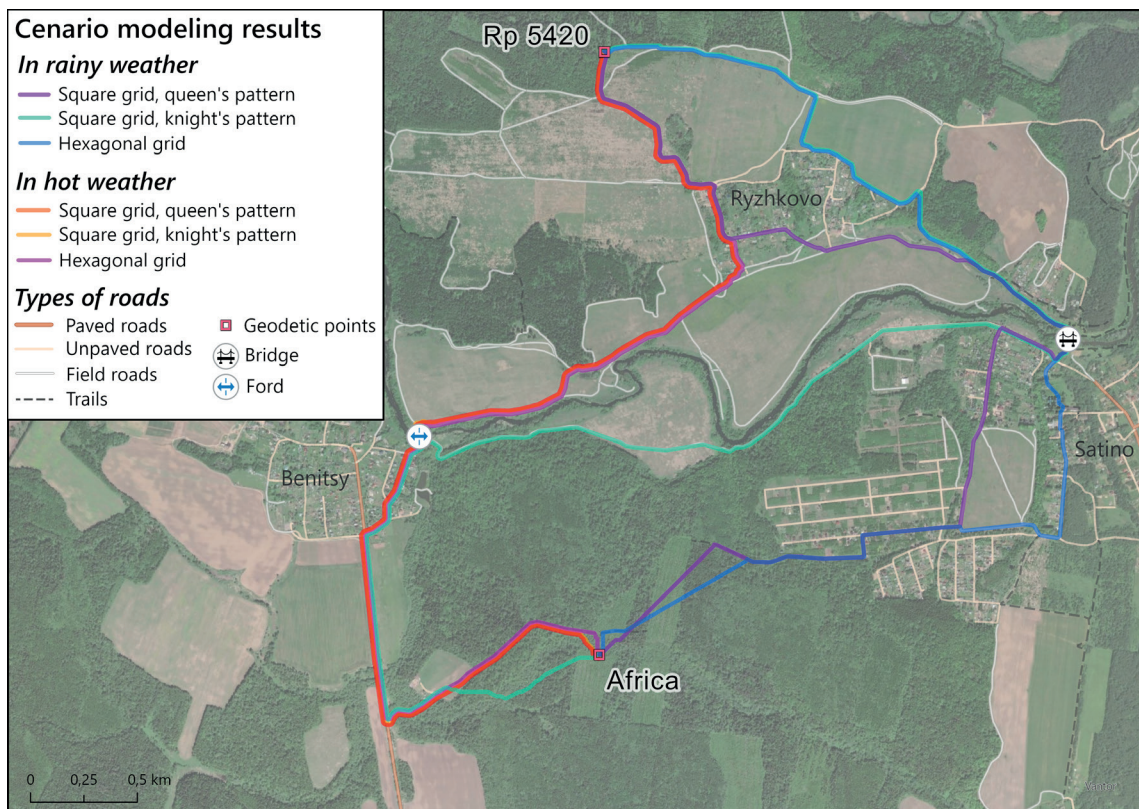 Cenario modeling results
In rainy weather
Square grid, queen's pattern
Square grid, knight's pattern
Hexagonal grid
In hot weather
Square grid, queen's pattern
Square grid, knight's pattern
Hexagonal grid
Types of roads
Paved roads
Unpaved roads
Field roads
Trails
Geodetic points
Bridge
Ford
Rp 5420
Ryzhkovo
Satino
Benitsy
Africa
0 0,25 0,5 km